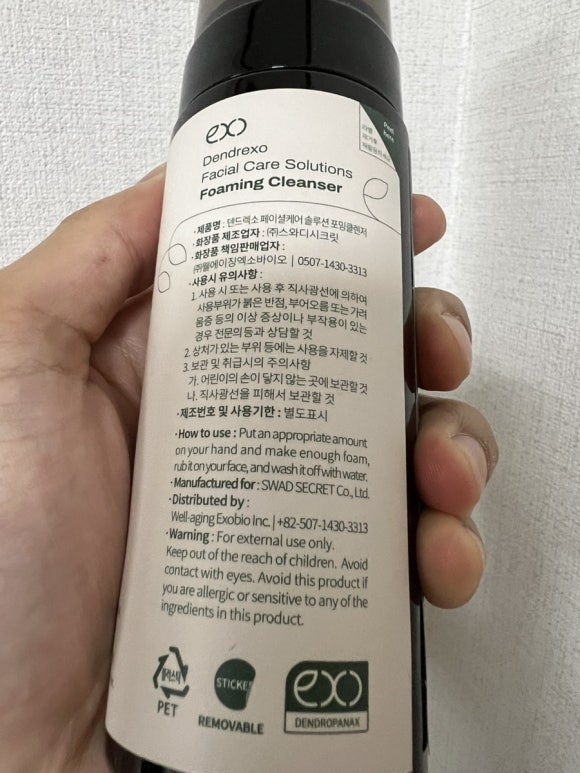 exo
Peel
here
Dendrexo
Facial Care Solutions
Foaming Cleanser
·제품명 : 덴드렉소 페이셜케어 솔루션 포밍클렌저
·화장품 제조업자 : ㈜스와디시크릿
·화장품 책임판매업자 :
㈜웰에이징엑소바이오 | 0507-1430-3313
·사용시 유의사항 :
1. 사용 시 또는 사용 후 직사광선에 의하여
사용부위가 붉은 반점, 부어오름 또는 가려
움증 등의 이상 증상이나 부작용이 있는
경우 전문의 등과 상담할 것
2. 상처가 있는 부위 등에는 사용을 자제할 것
3. 보관 및 취급시의 주의사항
가. 어린이의 손이 닿지 않는 곳에 보관할 것
나. 직사광선을 피해서 보관할 것
·제조번호 및 사용기한 : 별도표시
·How to use : Put an appropriate amount
on your hand and make enough foam,
rub it on your face, and wash it off with water.
·Manufactured for : SWAD SECRET Co., Ltd.
·Distributed by :
Well-aging Exobio Inc. | +82-507-1430-3313
·Warning : For external use only.
Keep out of the reach of children. Avoid
contact with eyes. Avoid this product if
you are allergic or sensitive to any of the
ingredients in this product.
PET
STICKER
REMOVABLE
exo
DENDROPANAX